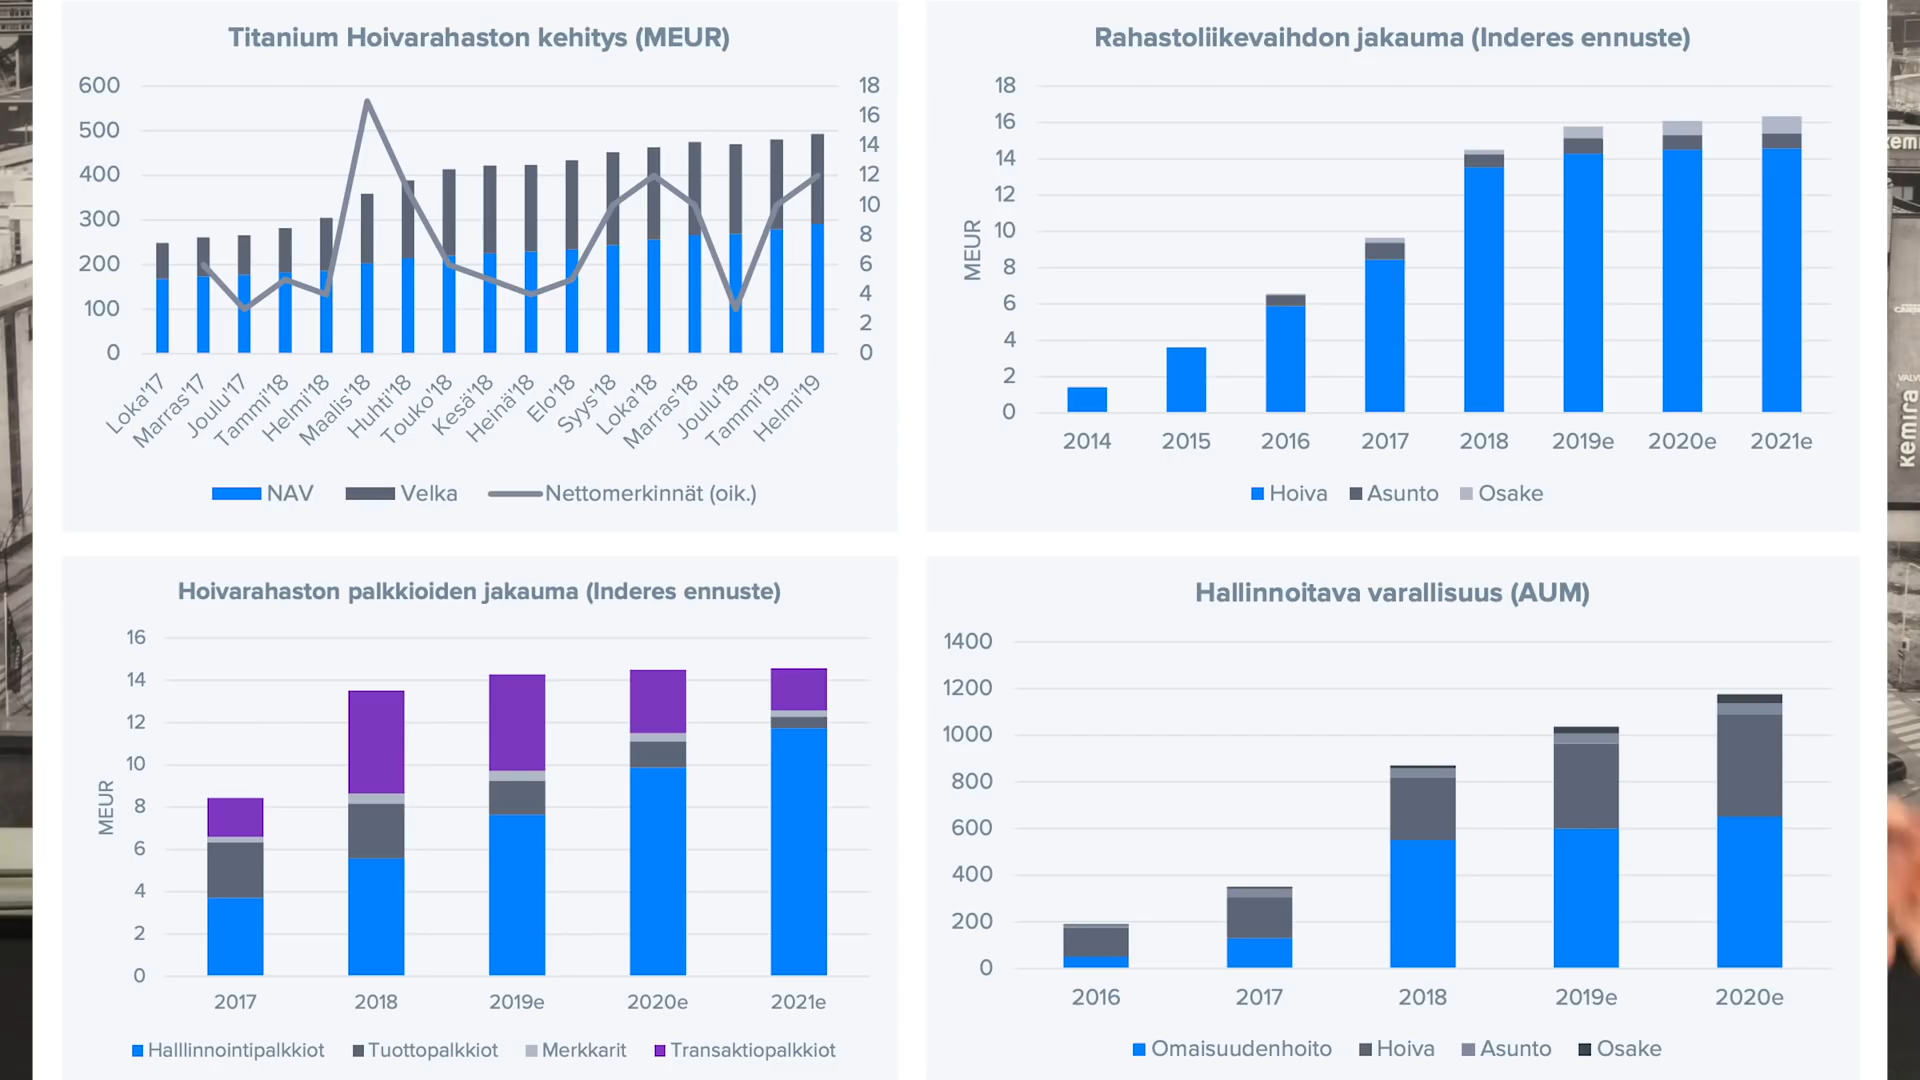 Titanium Hoivarahaston kehitys (MEUR)
600
500
400
300
200
100
0
18
16
14
12
10
8
6
4
2
0
Loka'17
Marras'17
Joulu'17
Tammi'18
Helmi'18
Maalis'18
Huhti'18
Touko'18
Kesä'18
Heinä'18
Elo'18
Syys'18
Loka'18
Marras'18
Joulu'18
Tammi'19
Helmi'19
NAV Velka Nettomerkinnät (oik.)
Rahastoliikevaihdon jakauma (Inderes ennuste)
MEUR
18
16
14
12
10
8
6
4
2
0
2014 2015 2016 2017 2018 2019e 2020e 2021e
Hoiva Asunto Osake
Hoivarahaston palkkioiden jakauma (Inderes ennuste)
MEUR
16
14
12
10
8
6
4
2
0
2017 2018 2019e 2020e 2021e
Halllinnointipalkkiot Tuottopalkkiot Merkkarit Transaktiopalkkiot
Hallinnoitava varallisuus (AUM)
1400
1200
1000
800
600
400
200
0
2016 2017 2018 2019e 2020e
Omaisuudenhoito Hoiva Asunto Osake
kemira